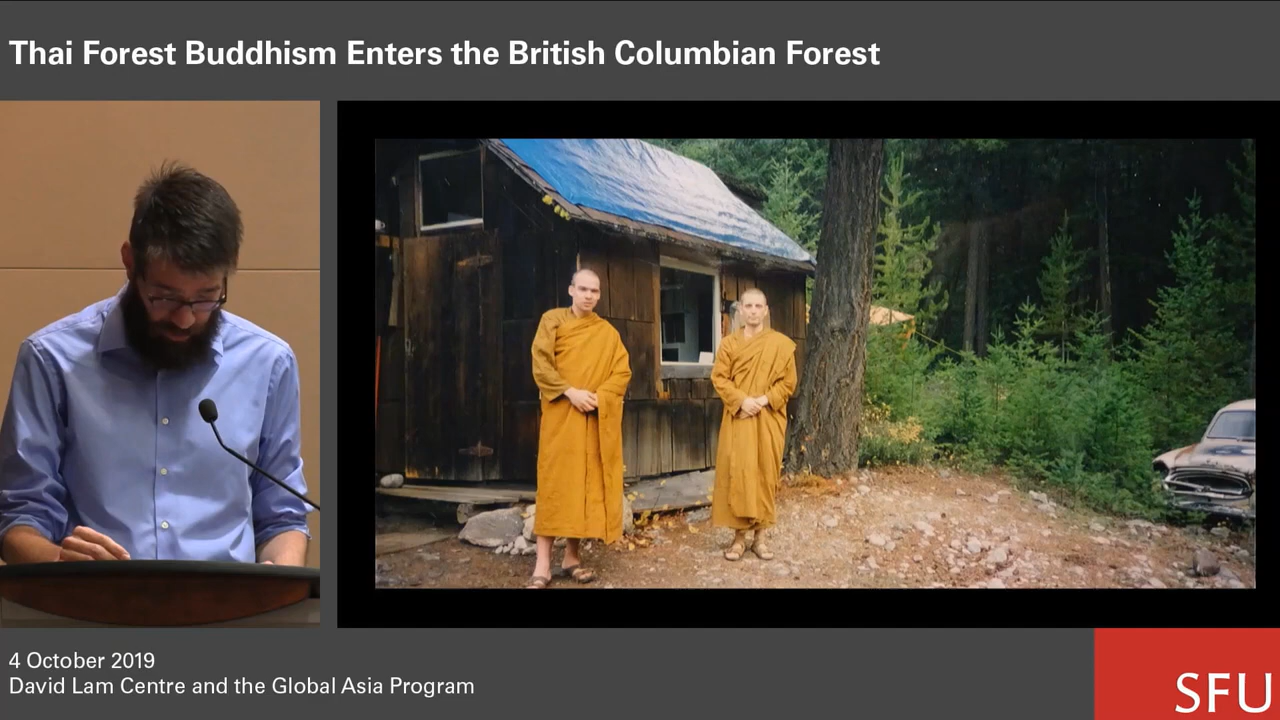 Thai Forest Buddhism Enters the British Columbian Forest
4 October 2019
David Lam Centre and the Global Asia Program
SFU